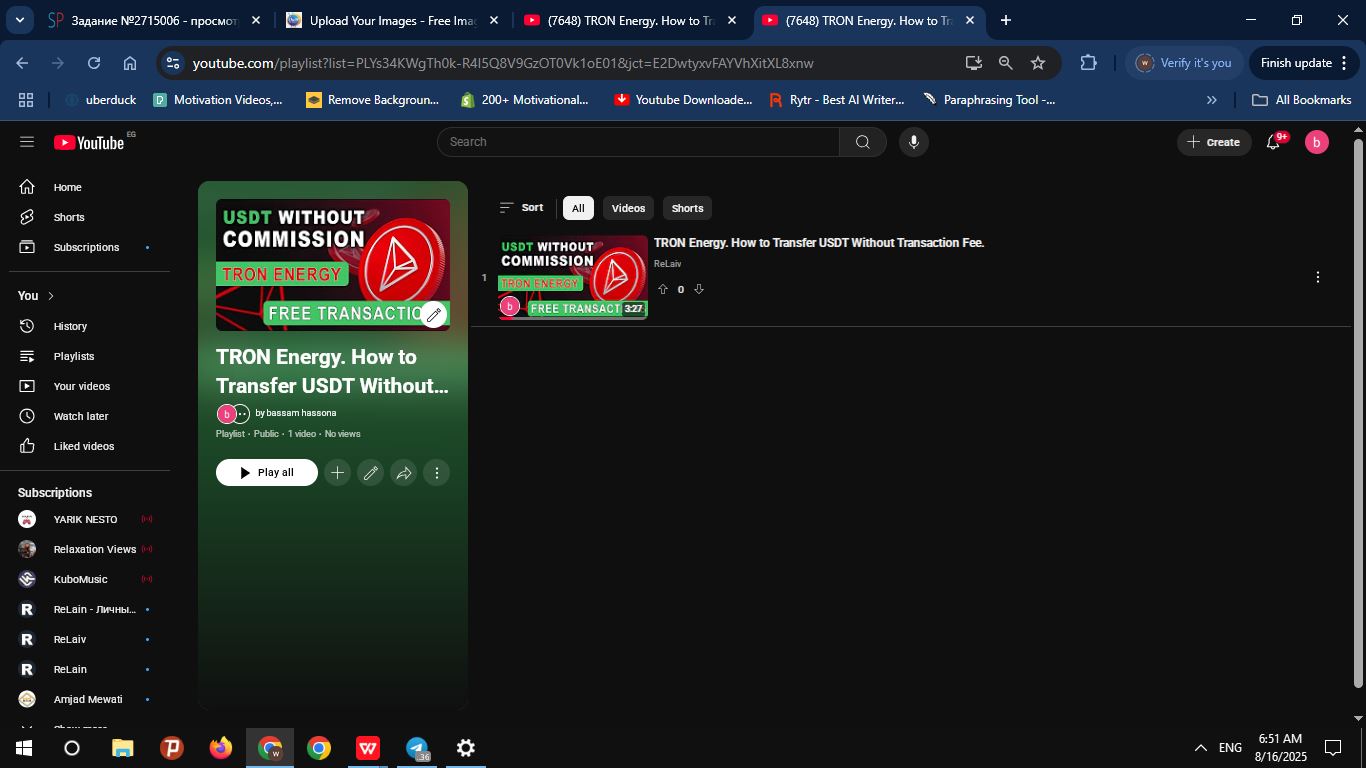 Задание №2715006 - просмот
Upload Your Images - Free Imag
(7648) TRON Energy. How to Tr
(7648) TRON Energy. How to Tra
youtube.com/playlist?list=PLYs34KWgTh0k-R4I5Q8V9GzOT0Vk1oE01&jct=E2DwtyxvFAYVhXitXL8xnw
Verify it's you
Finish update
uberduck
Motivation Videos,...
Remove Backgroun...
200+ Motivational...
Youtube Downloade...
Rytr - Best AI Writer...
Paraphrasing Tool -...
All Bookmarks
YouTube EG
Search
Create
9+
b
Home
Shorts
Subscriptions
You
History
Playlists
Your videos
Watch later
Liked videos
Subscriptions
YARIK NESTO
Relaxation Views
KuboMusic
ReLain - Личны...
ReLaiv
ReLain
Amjad Mewati
USDT WITHOUT
COMMISSION
TRON ENERGY
FREE TRANSACTIO
TRON Energy. How to
Transfer USDT Without...
b
by bassam hassona
Playlist • Public • 1 video • No views
Play all
Sort
All
Videos
Shorts
1
USDT WITHOUT
COMMISSION
TRON ENERGY
b
FREE TRANSACT
3:27
TRON Energy. How to Transfer USDT Without Transaction Fee.
ReLaiv
0
36
ENG
6:51 AM
8/16/2025